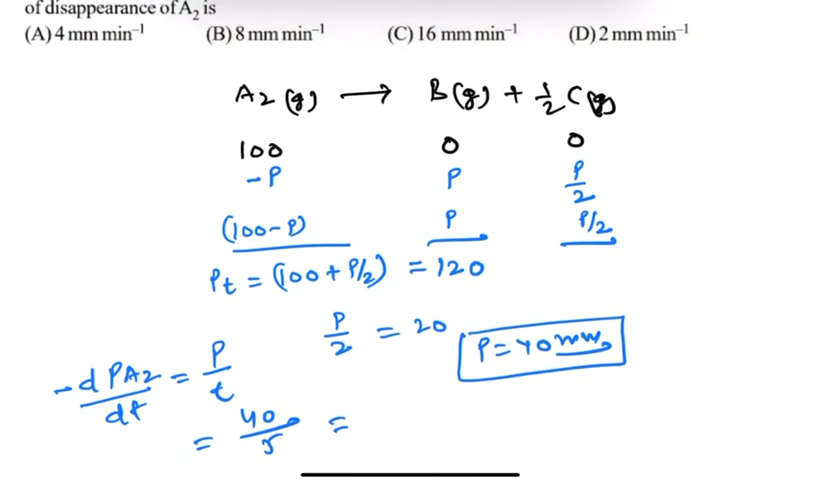 of disappearance of A₂ is
(A) 4 mm min⁻¹ (B) 8 mm min⁻¹ (C) 16 mm min⁻¹ (D) 2 mm min⁻¹
A₂(g) → B(g) + 1/2 C(g)
100 0 0
-P P P/2
(100-P) P P/2
Pt = (100 + P/2) = 120
P/2 = 20 P = 40 mm
-dPA₂/dt = P/t
= 40/5 =